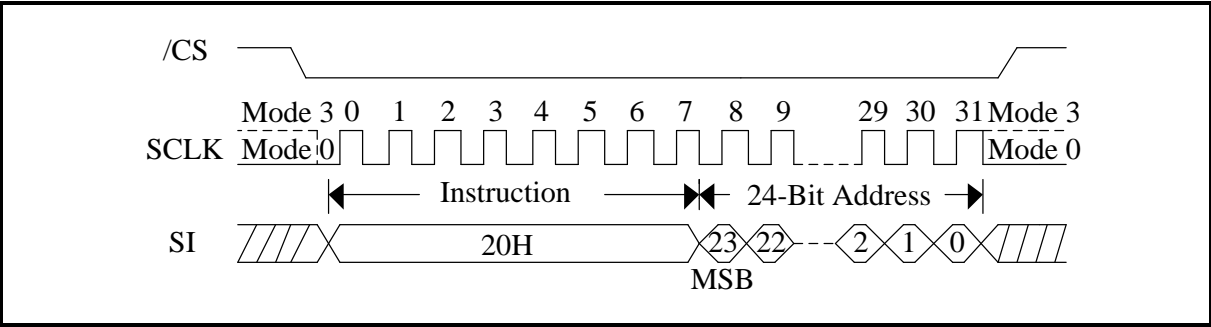 /CS
Mode 3 0 1 2 3 4 5 6 7 8 9 29 30 31 Mode 3
SCLK Mode 0 Mode 0
Instruction 24-Bit Address
SI 20H 23 22 2 1 0
MSB